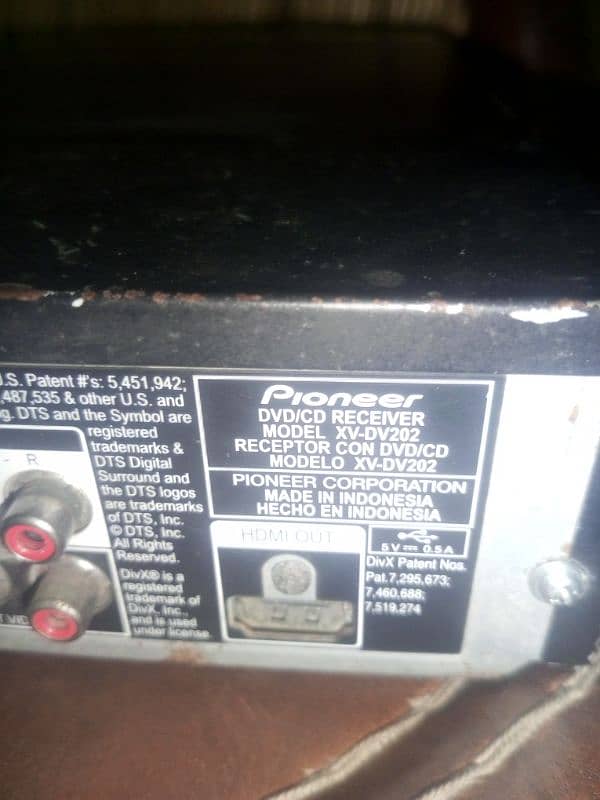 J.S. Patent #'s: 5,451,942;
,487,535 & other U.S. and
g. DTS and the Symbol are
registered
trademarks &
DTS Digital
Surround and
the DTS logos
are trademarks
of DTS, Inc.
© DTS, Inc.
All Rights
Reserved.
DivX® is a
registered
trademark of
DivX, Inc.,
and is used
under license.
R
Pioneer
DVD/CD RECEIVER
MODEL XV-DV202
RECEPTOR CON DVD/CD
MODELO XV-DV202
PIONEER CORPORATION
MADE IN INDONESIA
HECHO EN INDONESIA
HDMI OUT
5V 0.5A
DivX Patent Nos.
Pat.7,295,673;
7,460,688;
7,519,274